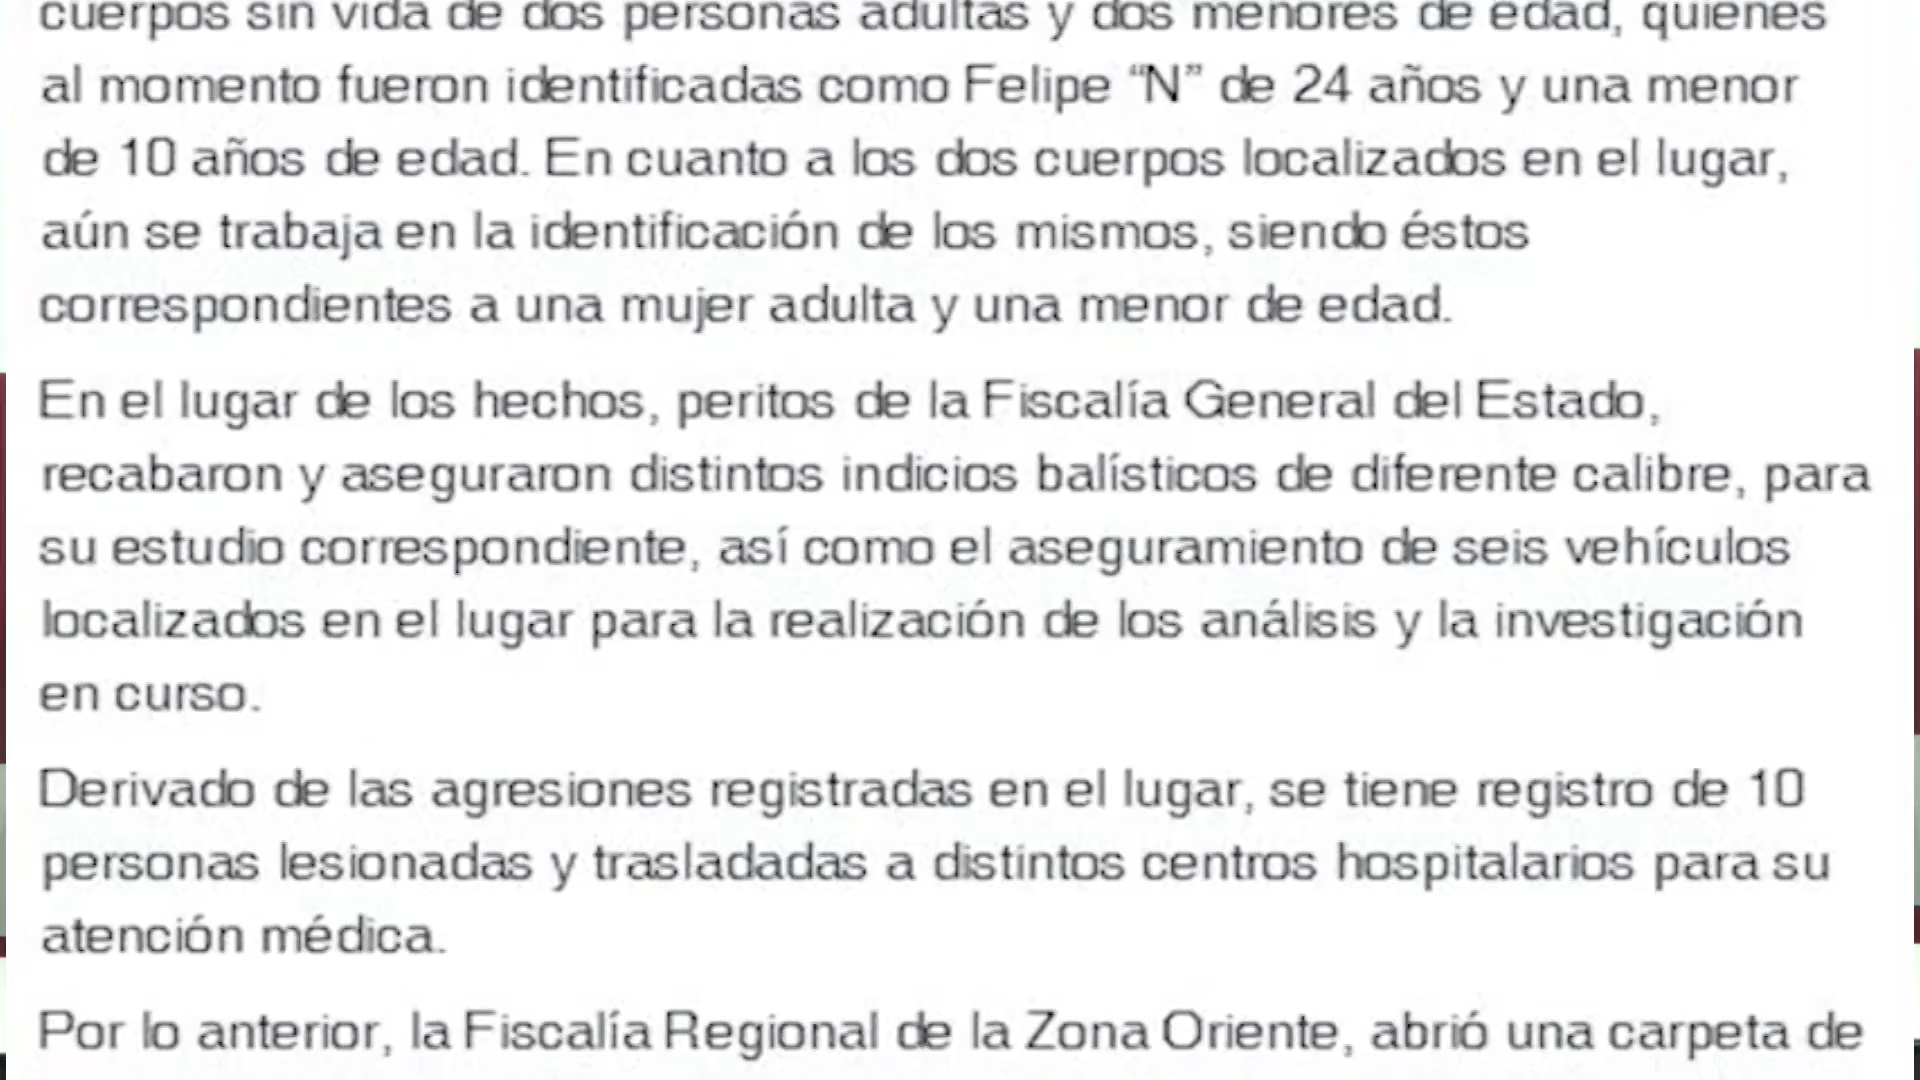 cuerpos sin vida de dos personas adultas y dos menores de edad, quienes
al momento fueron identificadas como Felipe “N” de 24 años y una menor
de 10 años de edad. En cuanto a los dos cuerpos localizados en el lugar,
aún se trabaja en la identificación de los mismos, siendo éstos
correspondientes a una mujer adulta y una menor de edad.
En el lugar de los hechos, peritos de la Fiscalía General del Estado,
recabaron y aseguraron distintos indicios balísticos de diferente calibre, para
su estudio correspondiente, así como el aseguramiento de seis vehículos
localizados en el lugar para la realización de los análisis y la investigación
en curso.
Derivado de las agresiones registradas en el lugar, se tiene registro de 10
personas lesionadas y trasladadas a distintos centros hospitalarios para su
atención médica.
Por lo anterior, la Fiscalía Regional de la Zona Oriente, abrió una carpeta de